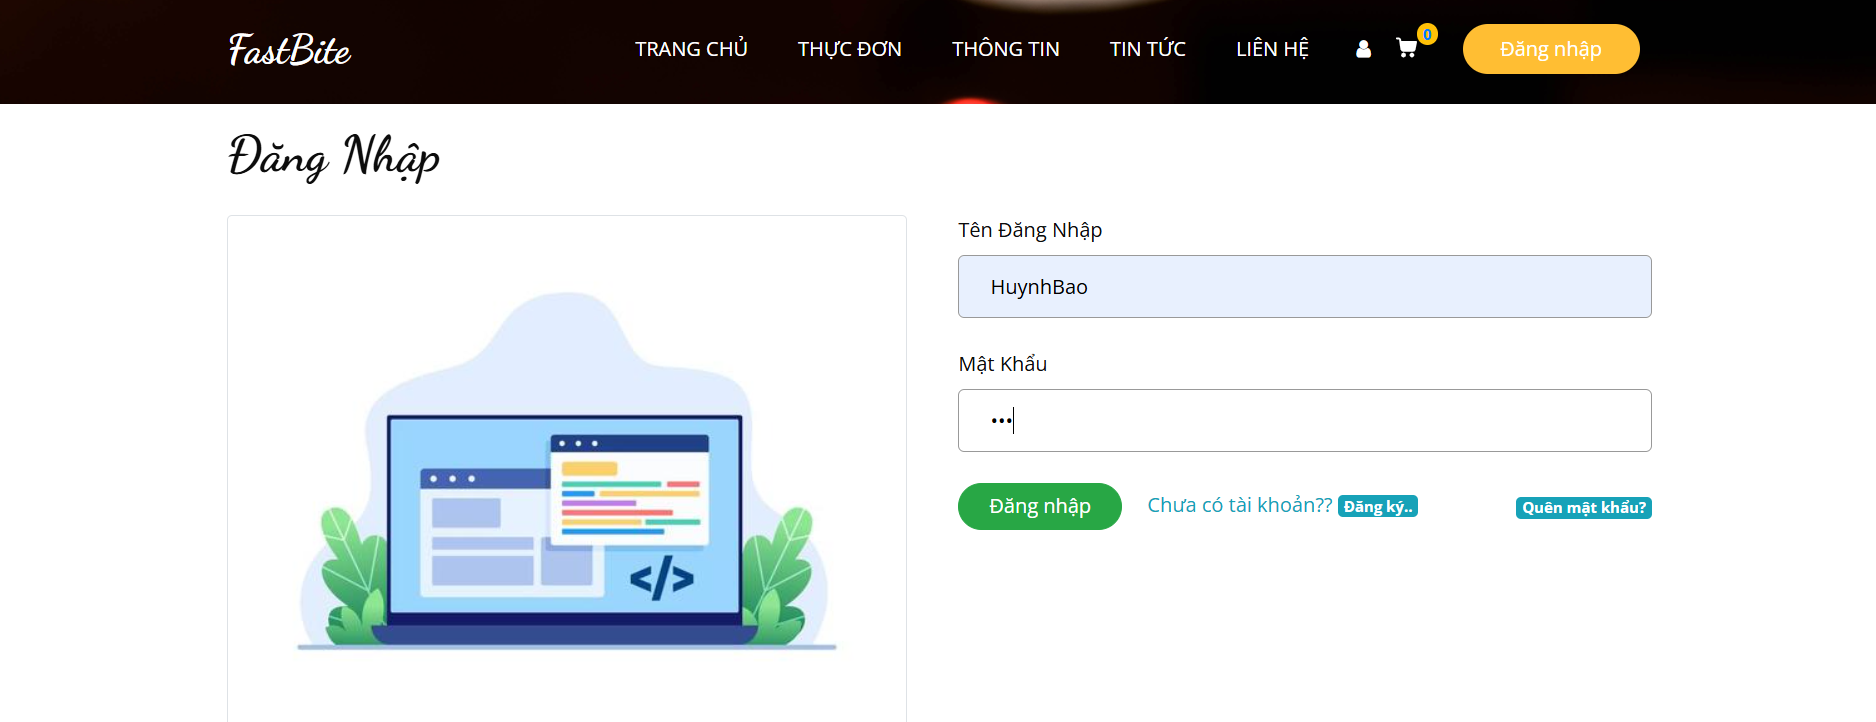 FastBite
TRANG CHỦ
THỰC ĐƠN
THÔNG TIN
TIN TỨC
LIÊN HỆ
0
Đăng nhập
Đăng Nhập
Tên Đăng Nhập
HuynhBao
Mật Khẩu
•••
Đăng nhập
Chưa có tài khoản?? Đăng ký..
Quên mật khẩu?
</>